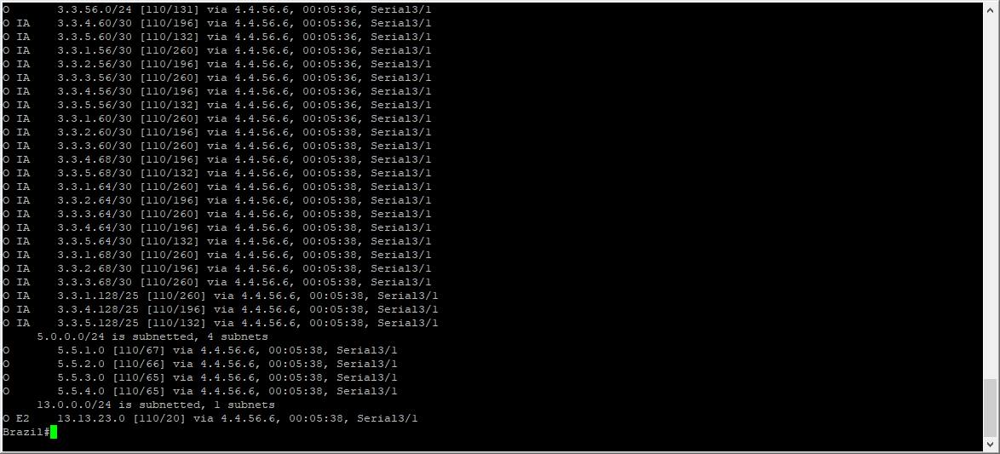 O       3.3.56.0/24 [110/131] via 4.4.56.6, 00:05:36, Serial3/1
O IA    3.3.4.60/30 [110/196] via 4.4.56.6, 00:05:36, Serial3/1
O IA    3.3.5.60/30 [110/132] via 4.4.56.6, 00:05:36, Serial3/1
O IA    3.3.1.56/30 [110/260] via 4.4.56.6, 00:05:36, Serial3/1
O IA    3.3.2.56/30 [110/196] via 4.4.56.6, 00:05:36, Serial3/1
O IA    3.3.3.56/30 [110/260] via 4.4.56.6, 00:05:36, Serial3/1
O IA    3.3.4.56/30 [110/196] via 4.4.56.6, 00:05:36, Serial3/1
O IA    3.3.5.56/30 [110/132] via 4.4.56.6, 00:05:36, Serial3/1
O IA    3.3.1.60/30 [110/260] via 4.4.56.6, 00:05:36, Serial3/1
O IA    3.3.2.60/30 [110/196] via 4.4.56.6, 00:05:38, Serial3/1
O IA    3.3.3.60/30 [110/260] via 4.4.56.6, 00:05:38, Serial3/1
O IA    3.3.4.68/30 [110/196] via 4.4.56.6, 00:05:38, Serial3/1
O IA    3.3.5.68/30 [110/132] via 4.4.56.6, 00:05:38, Serial3/1
O IA    3.3.1.64/30 [110/260] via 4.4.56.6, 00:05:38, Serial3/1
O IA    3.3.2.64/30 [110/196] via 4.4.56.6, 00:05:38, Serial3/1
O IA    3.3.3.64/30 [110/260] via 4.4.56.6, 00:05:38, Serial3/1
O IA    3.3.4.64/30 [110/196] via 4.4.56.6, 00:05:38, Serial3/1
O IA    3.3.5.64/30 [110/132] via 4.4.56.6, 00:05:38, Serial3/1
O IA    3.3.1.68/30 [110/260] via 4.4.56.6, 00:05:38, Serial3/1
O IA    3.3.2.68/30 [110/196] via 4.4.56.6, 00:05:38, Serial3/1
O IA    3.3.3.68/30 [110/260] via 4.4.56.6, 00:05:38, Serial3/1
O IA    3.3.1.128/25 [110/260] via 4.4.56.6, 00:05:38, Serial3/1
O IA    3.3.4.128/25 [110/196] via 4.4.56.6, 00:05:38, Serial3/1
O IA    3.3.5.128/25 [110/132] via 4.4.56.6, 00:05:38, Serial3/1
     5.0.0.0/24 is subnetted, 4 subnets
O       5.5.1.0 [110/67] via 4.4.56.6, 00:05:38, Serial3/1
O       5.5.2.0 [110/66] via 4.4.56.6, 00:05:38, Serial3/1
O       5.5.3.0 [110/65] via 4.4.56.6, 00:05:38, Serial3/1
O       5.5.4.0 [110/65] via 4.4.56.6, 00:05:38, Serial3/1
     13.0.0.0/24 is subnetted, 1 subnets
O E2    13.13.23.0 [110/20] via 4.4.56.6, 00:05:38, Serial3/1
Brazil#